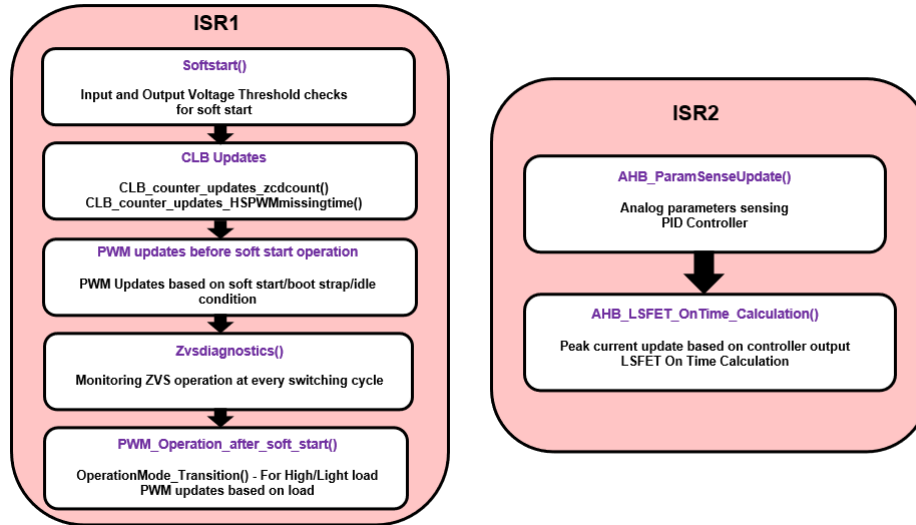 ISR1
Softstart()
Input and Output Voltage Threshold checks
for soft start
CLB Updates
CLB_counter_updates_zcdcount()
CLB_counter_updates_HSPWMmissingtime()
PWM updates before soft start operation
PWM Updates based on soft start/boot strap/idle
condition
Zvsdiagnostics()
Monitoring ZVS operation at every switching cycle
PWM_Operation_after_soft_start()
OperationMode_Transition() - For High/Light load
PWM updates based on load
ISR2
AHB_ParamSenseUpdate()
Analog parameters sensing
PID Controller
AHB_LSFET_OnTime_Calculation()
Peak current update based on controller output
LSFET On Time Calculation